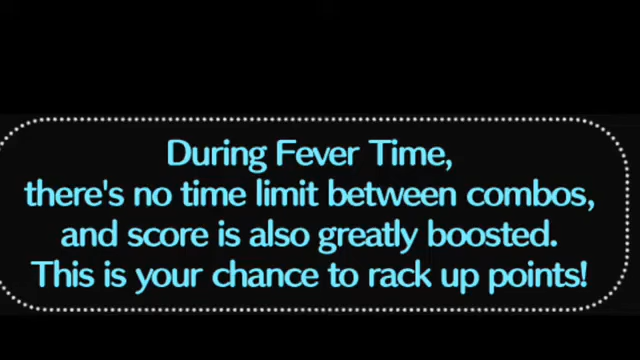 During Fever Time,
there's no time limit between combos,
and score is also greatly boosted.
This is your chance to rack up points!